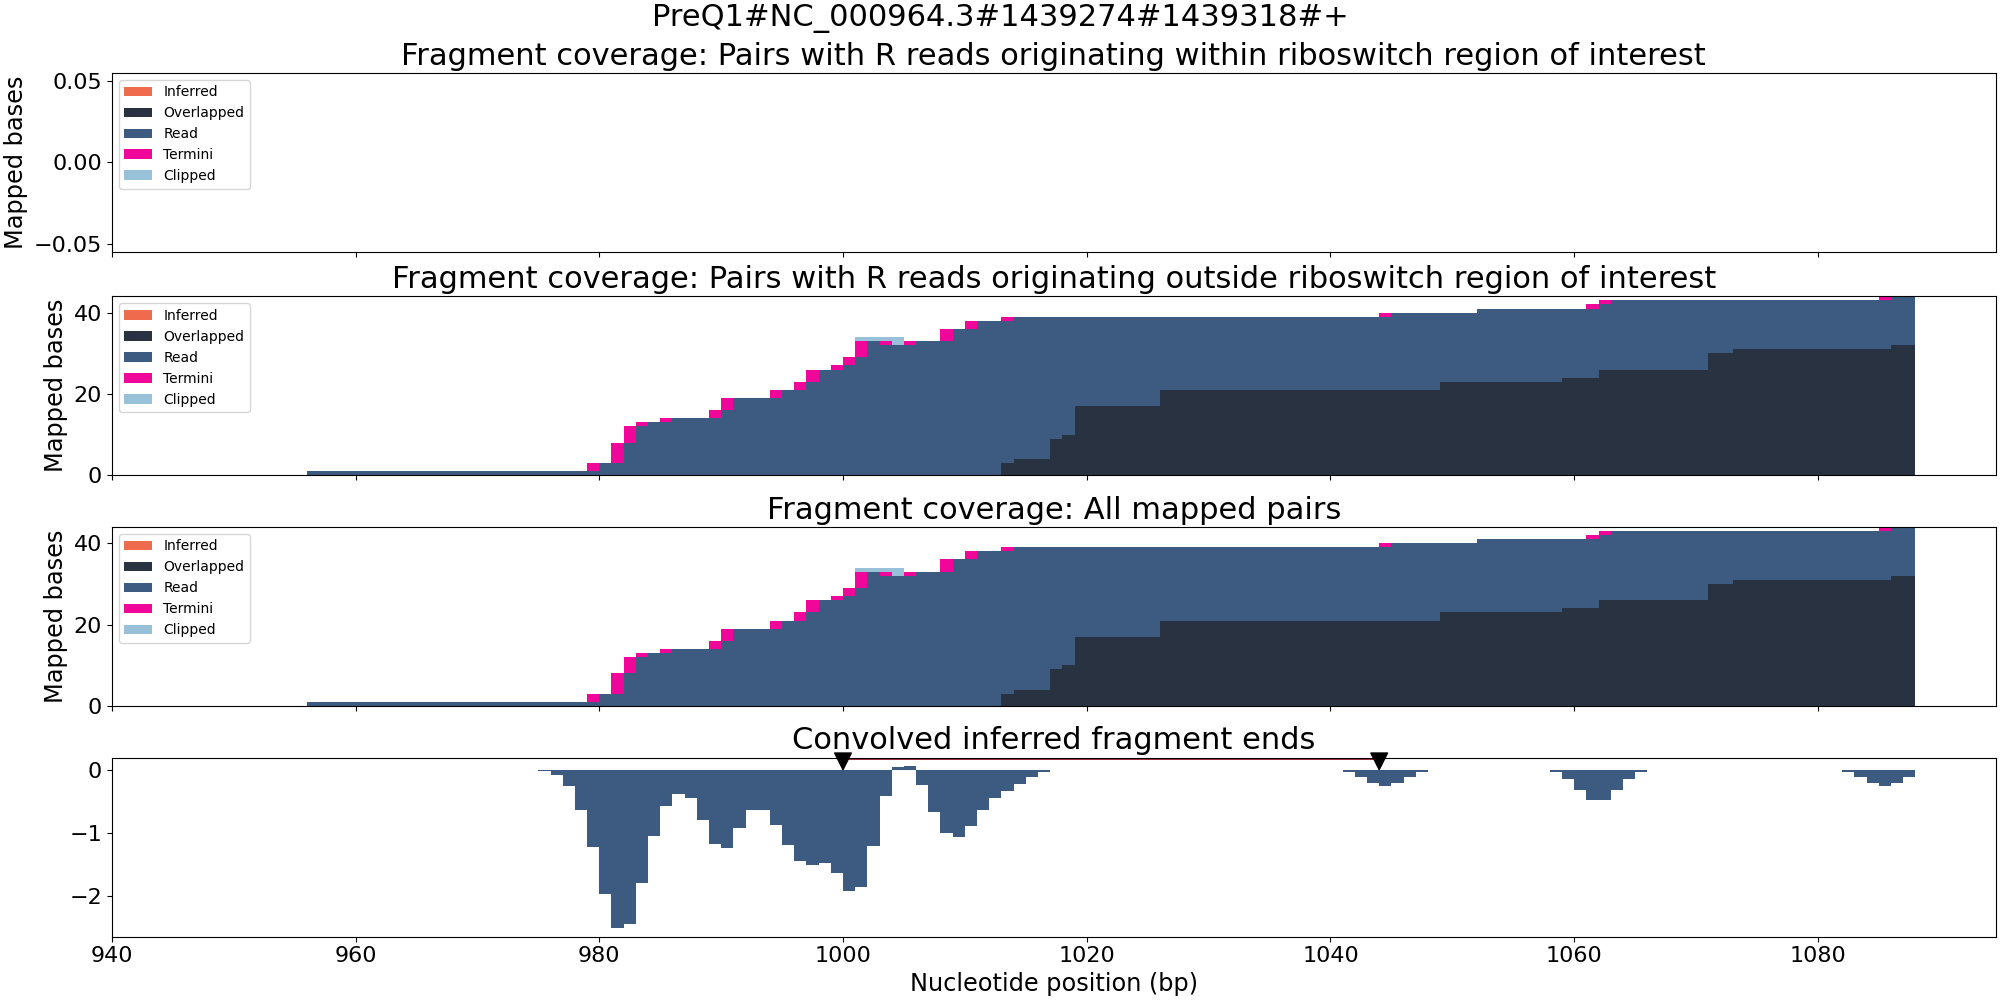 PreQ1#NC_000964.3#1439274#1439318#+
Fragment coverage: Pairs with R reads originating within riboswitch region of interest
Mapped bases
0.05
0.00
−0.05
Inferred
Overlapped
Read
Termini
Clipped
Fragment coverage: Pairs with R reads originating outside riboswitch region of interest
Mapped bases
40
20
0
Inferred
Overlapped
Read
Termini
Clipped
Fragment coverage: All mapped pairs
Mapped bases
40
20
0
Inferred
Overlapped
Read
Termini
Clipped
Convolved inferred fragment ends
0
−1
−2
940 960 980 1000 1020 1040 1060 1080
Nucleotide position (bp)